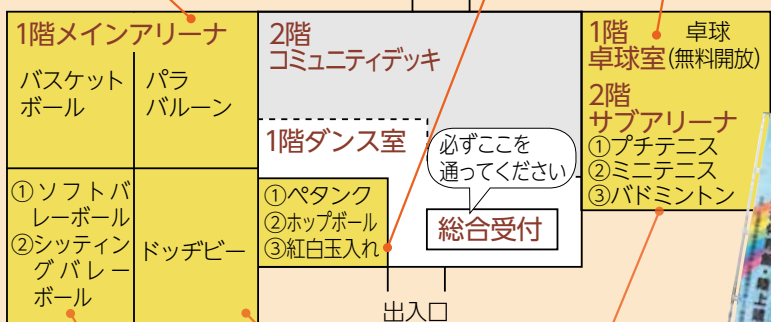 1階メインアリーナ
バスケット
ボール
パラ
バルーン
①ソフトバ
レーボール
②シッティン
グバレー
ボール
ドッヂビー
2階
コミュニティデッキ
1階ダンス室
①ペタンク
②ホップボール
③紅白玉入れ
必ずここを
通ってください
総合受付
出入口
1階 卓球
卓球室(無料開放)
2階
サブアリーナ
①プチテニス
②ミニテニス
③バドミントン